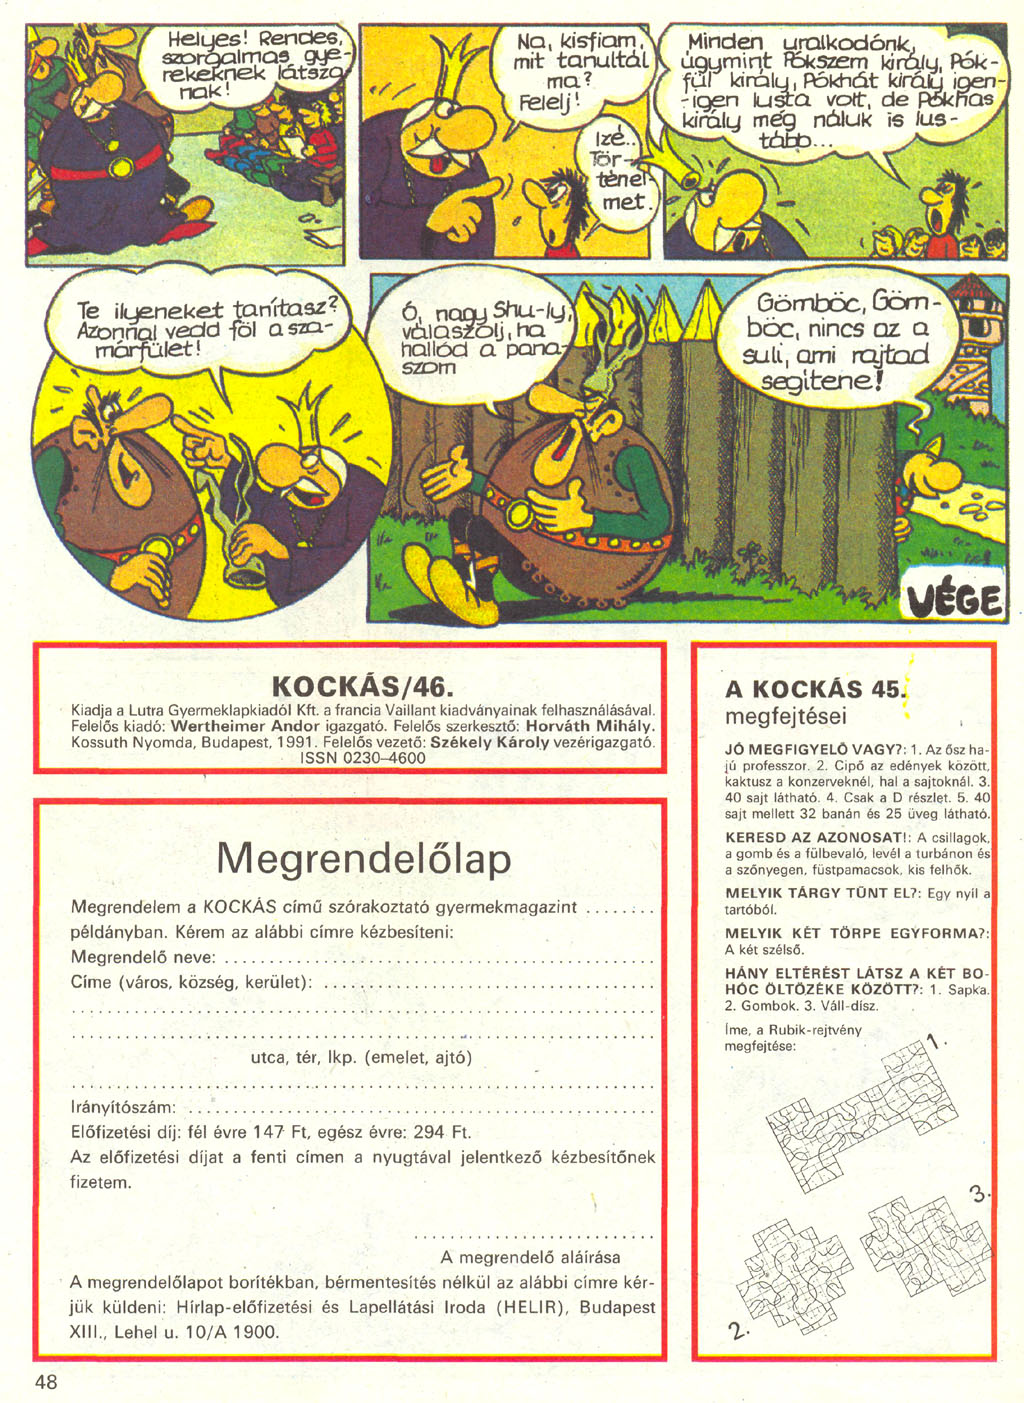 Helyes! Rendes,
szorgalmas gye-
rekeknek látsza
nak!
Na, kisfiam,
mit tanultál
ma?
Felelj!
Izé..
Tör-
ténel-
met.
Minden uralkodónk,
úgymint Pókszem király, Pók-
fül király, Pókhát király igen-
-igen lusta volt, de Pókhas
király még náluk is lus-
tább...
Te ilyeneket tanítasz?
Azonnal vedd föl a sza-
márfület!
Ó, nagy Shu-ly,
válaszolj, ha
hallod a pana-
szom
Gömböc, Göm-
böc, nincs az a
suli, ami rajtad
segítene!
VÉGE
KOCKÁS/46.
Kiadja a Lutra Gyermeklapkiadói Kft. a francia Vaillant kiadványainak felhasználásával.
Felelős kiadó: Wertheimer Andor igazgató. Felelős szerkesztő: Horváth Mihály.
Kossuth Nyomda, Budapest, 1991. Felelős vezető: Székely Károly vezérigazgató.
ISSN 0230–4600
Megrendelőlap
Megrendelem a KOCKÁS című szórakoztató gyermekmagazint ........
példányban. Kérem az alábbi címre kézbesíteni:
Megrendelő neve: ..........................................
Címe (város, község, kerület): ................................
utca, tér, lkp. (emelet, ajtó)
Irányítószám: ..............................................
Előfizetési díj: fél évre 147 Ft, egész évre: 294 Ft.
Az előfizetési díjat a fenti címen a nyugtával jelentkező kézbesítőnek
fizetem.
A megrendelő aláírása
A megrendelőlapot borítékban, bérmentesítés nélkül az alábbi címre kér-
jük küldeni: Hírlap-előfizetési és Lapellátási Iroda (HELIR), Budapest
XIII., Lehel u. 10/A 1900.
48
A KOCKÁS 45.
megfejtései
JÓ MEGFIGYELŐ VAGY?: 1. Az ősz ha-
jú professzor. 2. Cipő az edények között,
kaktusz a konzerveknél, hal a sajtoknál. 3.
40 sajt látható. 4. Csak a D részlet. 5. 40
sajt mellett 32 banán és 25 üveg látható.
KERESD AZ AZONOSAT!: A csillagok,
a gomb és a fülbevaló, levél a turbánon és
a szőnyegen, füstpamacsok, kis felhők.
MELYIK TÁRGY TŰNT EL?: Egy nyíl a
tartóból.
MELYIK KÉT TÖRPE EGYFORMA?:
A két szélső.
HÁNY ELTÉRÉST LÁTSZ A KÉT BO-
HÓC ÖLTÖZÉKE KÖZÖTT?: 1. Sapka.
2. Gombok. 3. Váll-dísz.
Íme, a Rubik-rejtvény
megfejtése:
1.
3.
2.